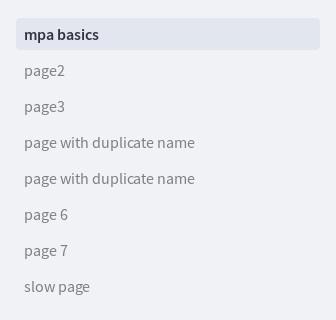 mpa basics
page2
page3
page with duplicate name
page with duplicate name
page 6
page 7
slow page